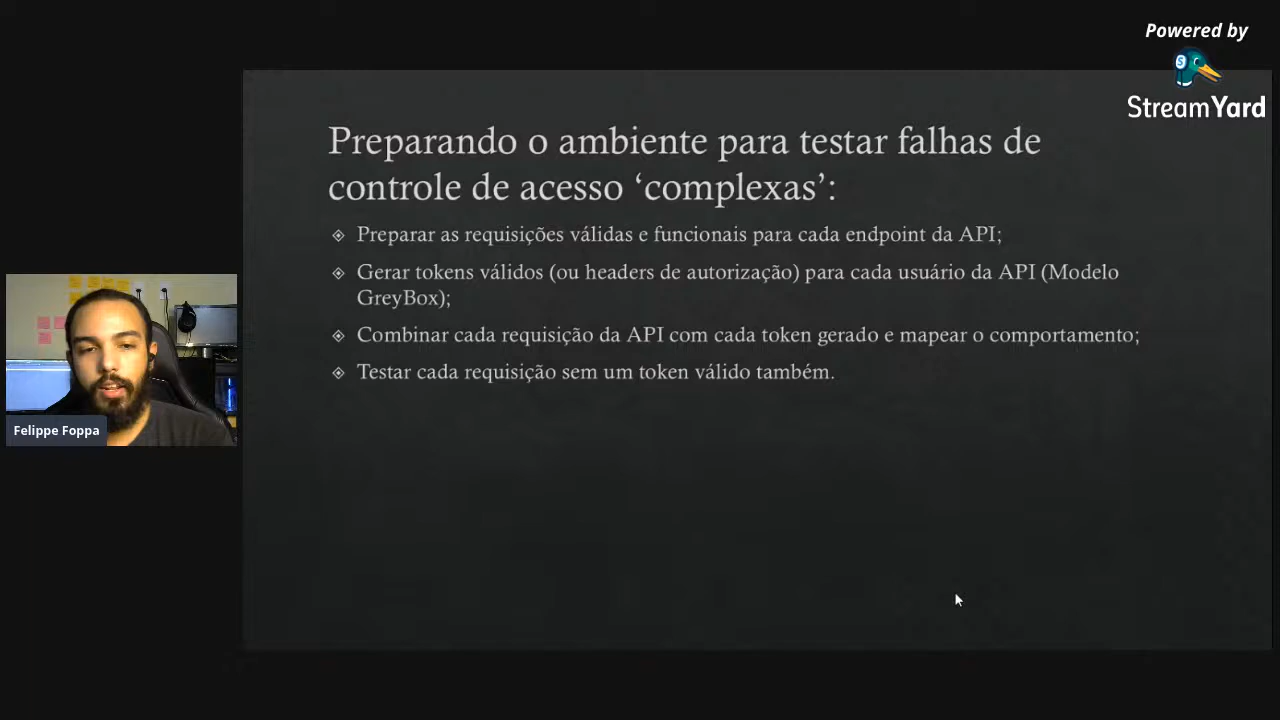 Powered by
StreamYard
Preparando o ambiente para testar falhas de
controle de acesso ‘complexas’:
Preparar as requisições válidas e funcionais para cada endpoint da API;
Gerar tokens válidos (ou headers de autorização) para cada usuário da API (Modelo
GreyBox);
Combinar cada requisição da API com cada token gerado e mapear o comportamento;
Testar cada requisição sem um token válido também.
Felippe Foppa